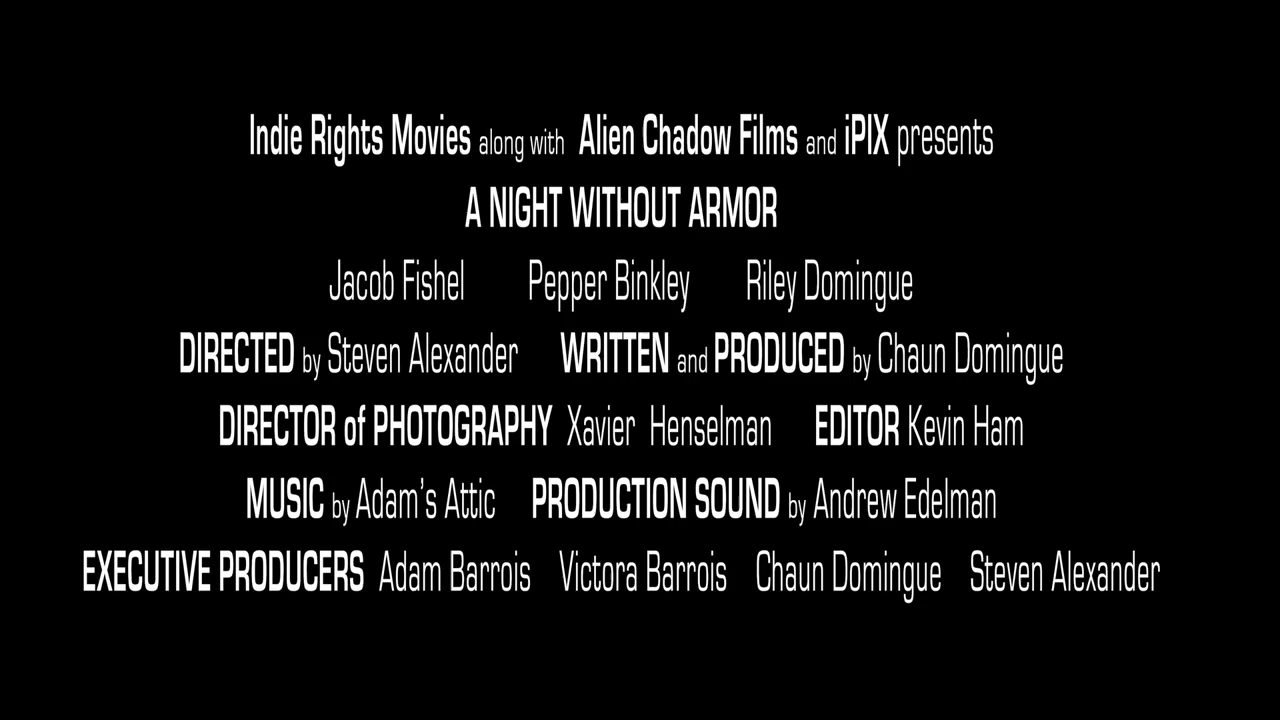 Indie Rights Movies along with Alien Chadow Films and iPIX presents
A NIGHT WITHOUT ARMOR
Jacob Fishel Pepper Binkley Riley Domingue
DIRECTED by Steven Alexander WRITTEN and PRODUCED by Chaun Domingue
DIRECTOR of PHOTOGRAPHY Xavier Henselman EDITOR Kevin Ham
MUSIC by Adam's Attic PRODUCTION SOUND by Andrew Edelman
EXECUTIVE PRODUCERS Adam Barrois Victora Barrois Chaun Domingue Steven Alexander